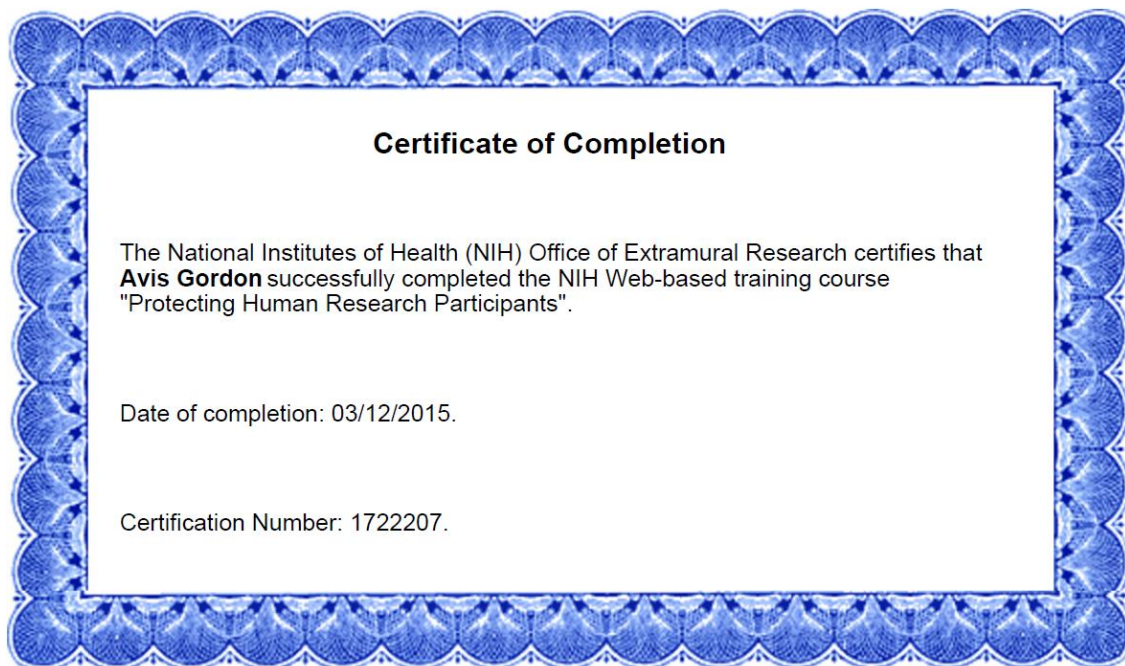 Certificate of Completion
The National Institutes of Health (NIH) Office of Extramural Research certifies that
Avis Gordon successfully completed the NIH Web-based training course
"Protecting Human Research Participants".
Date of completion: 03/12/2015.
Certification Number: 1722207.